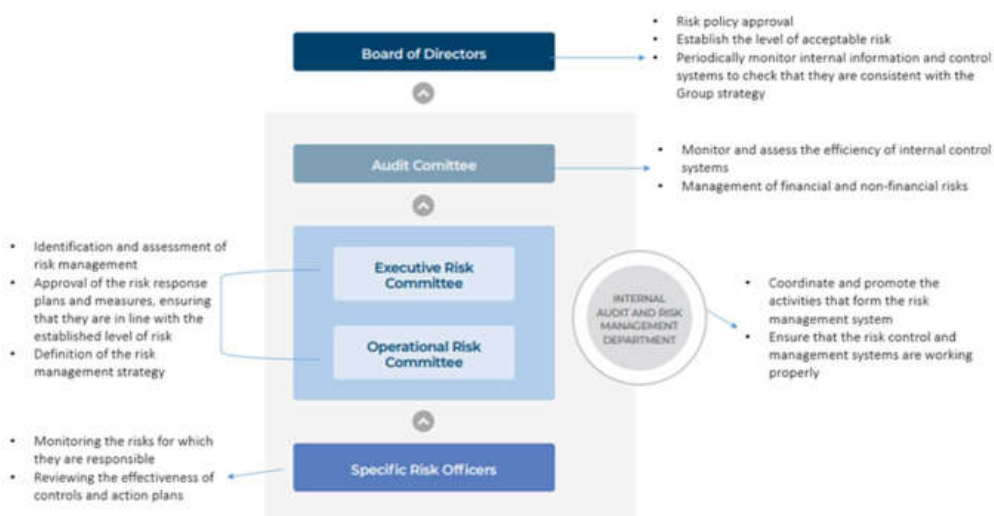 Board of Directors
• Risk policy approval
• Establish the level of acceptable risk
• Periodically monitor internal information and control
systems to check that they are consistent with the
Group strategy
Audit Comittee
• Monitor and assess the efficiency of internal control
systems
• Management of financial and non-financial risks
• Identification and assessment of
risk management
• Approval of the risk response
plans and measures, ensuring
that they are in line with the
established level of risk
• Definition of the risk
management strategy
Executive Risk
Committee
Operational Risk
Committee
INTERNAL
AUDIT AND RISK
MANAGEMENT
DEPARTMENT
• Coordinate and promote the
activities that form the risk
management system
• Ensure that the risk control and
management systems are working
properly
• Monitoring the risks for which
they are responsible
• Reviewing the effectiveness of
controls and action plans
Specific Risk Officers